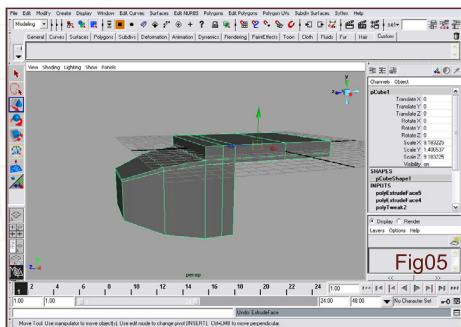 File Edit Modify Create Display Window Edit Curves Surfaces Edit NURBS Polygons Edit Polygons Polygon UVs Subdiv Surfaces Syflex Help
Modeling
sel
General Curves Surfaces Polygons Subdivs Deformation Animation Dynamics Rendering PaintEffects Toon Cloth Fluids Fur Hair Custom
View Shading Lighting Show Panels
Channels Object
pCube1
Translate X 0
Translate Y 0
Translate Z 0
Rotate X 0
Rotate Y 0
Rotate Z 0
Scale X 9.183225
Scale Y 1.406537
Scale Z 9.183225
Visibility on
SHAPES
pCubeShape1
INPUTS
polyExtrudeFace5
polyExtrudeFace4
polyTweak2
Display Render
Layers Options Help
Fig05
persp
2 4 6 8 10 12 14 16 18 20 22 24
1.00
1.00 1.00 24.00 48.00 No Character Set
Undo: ExtrudeFace
Move Tool: Use manipulator to move object(s). Use edit mode to change pivot (INSERT). Ctrl+LMB to move perpendicular.